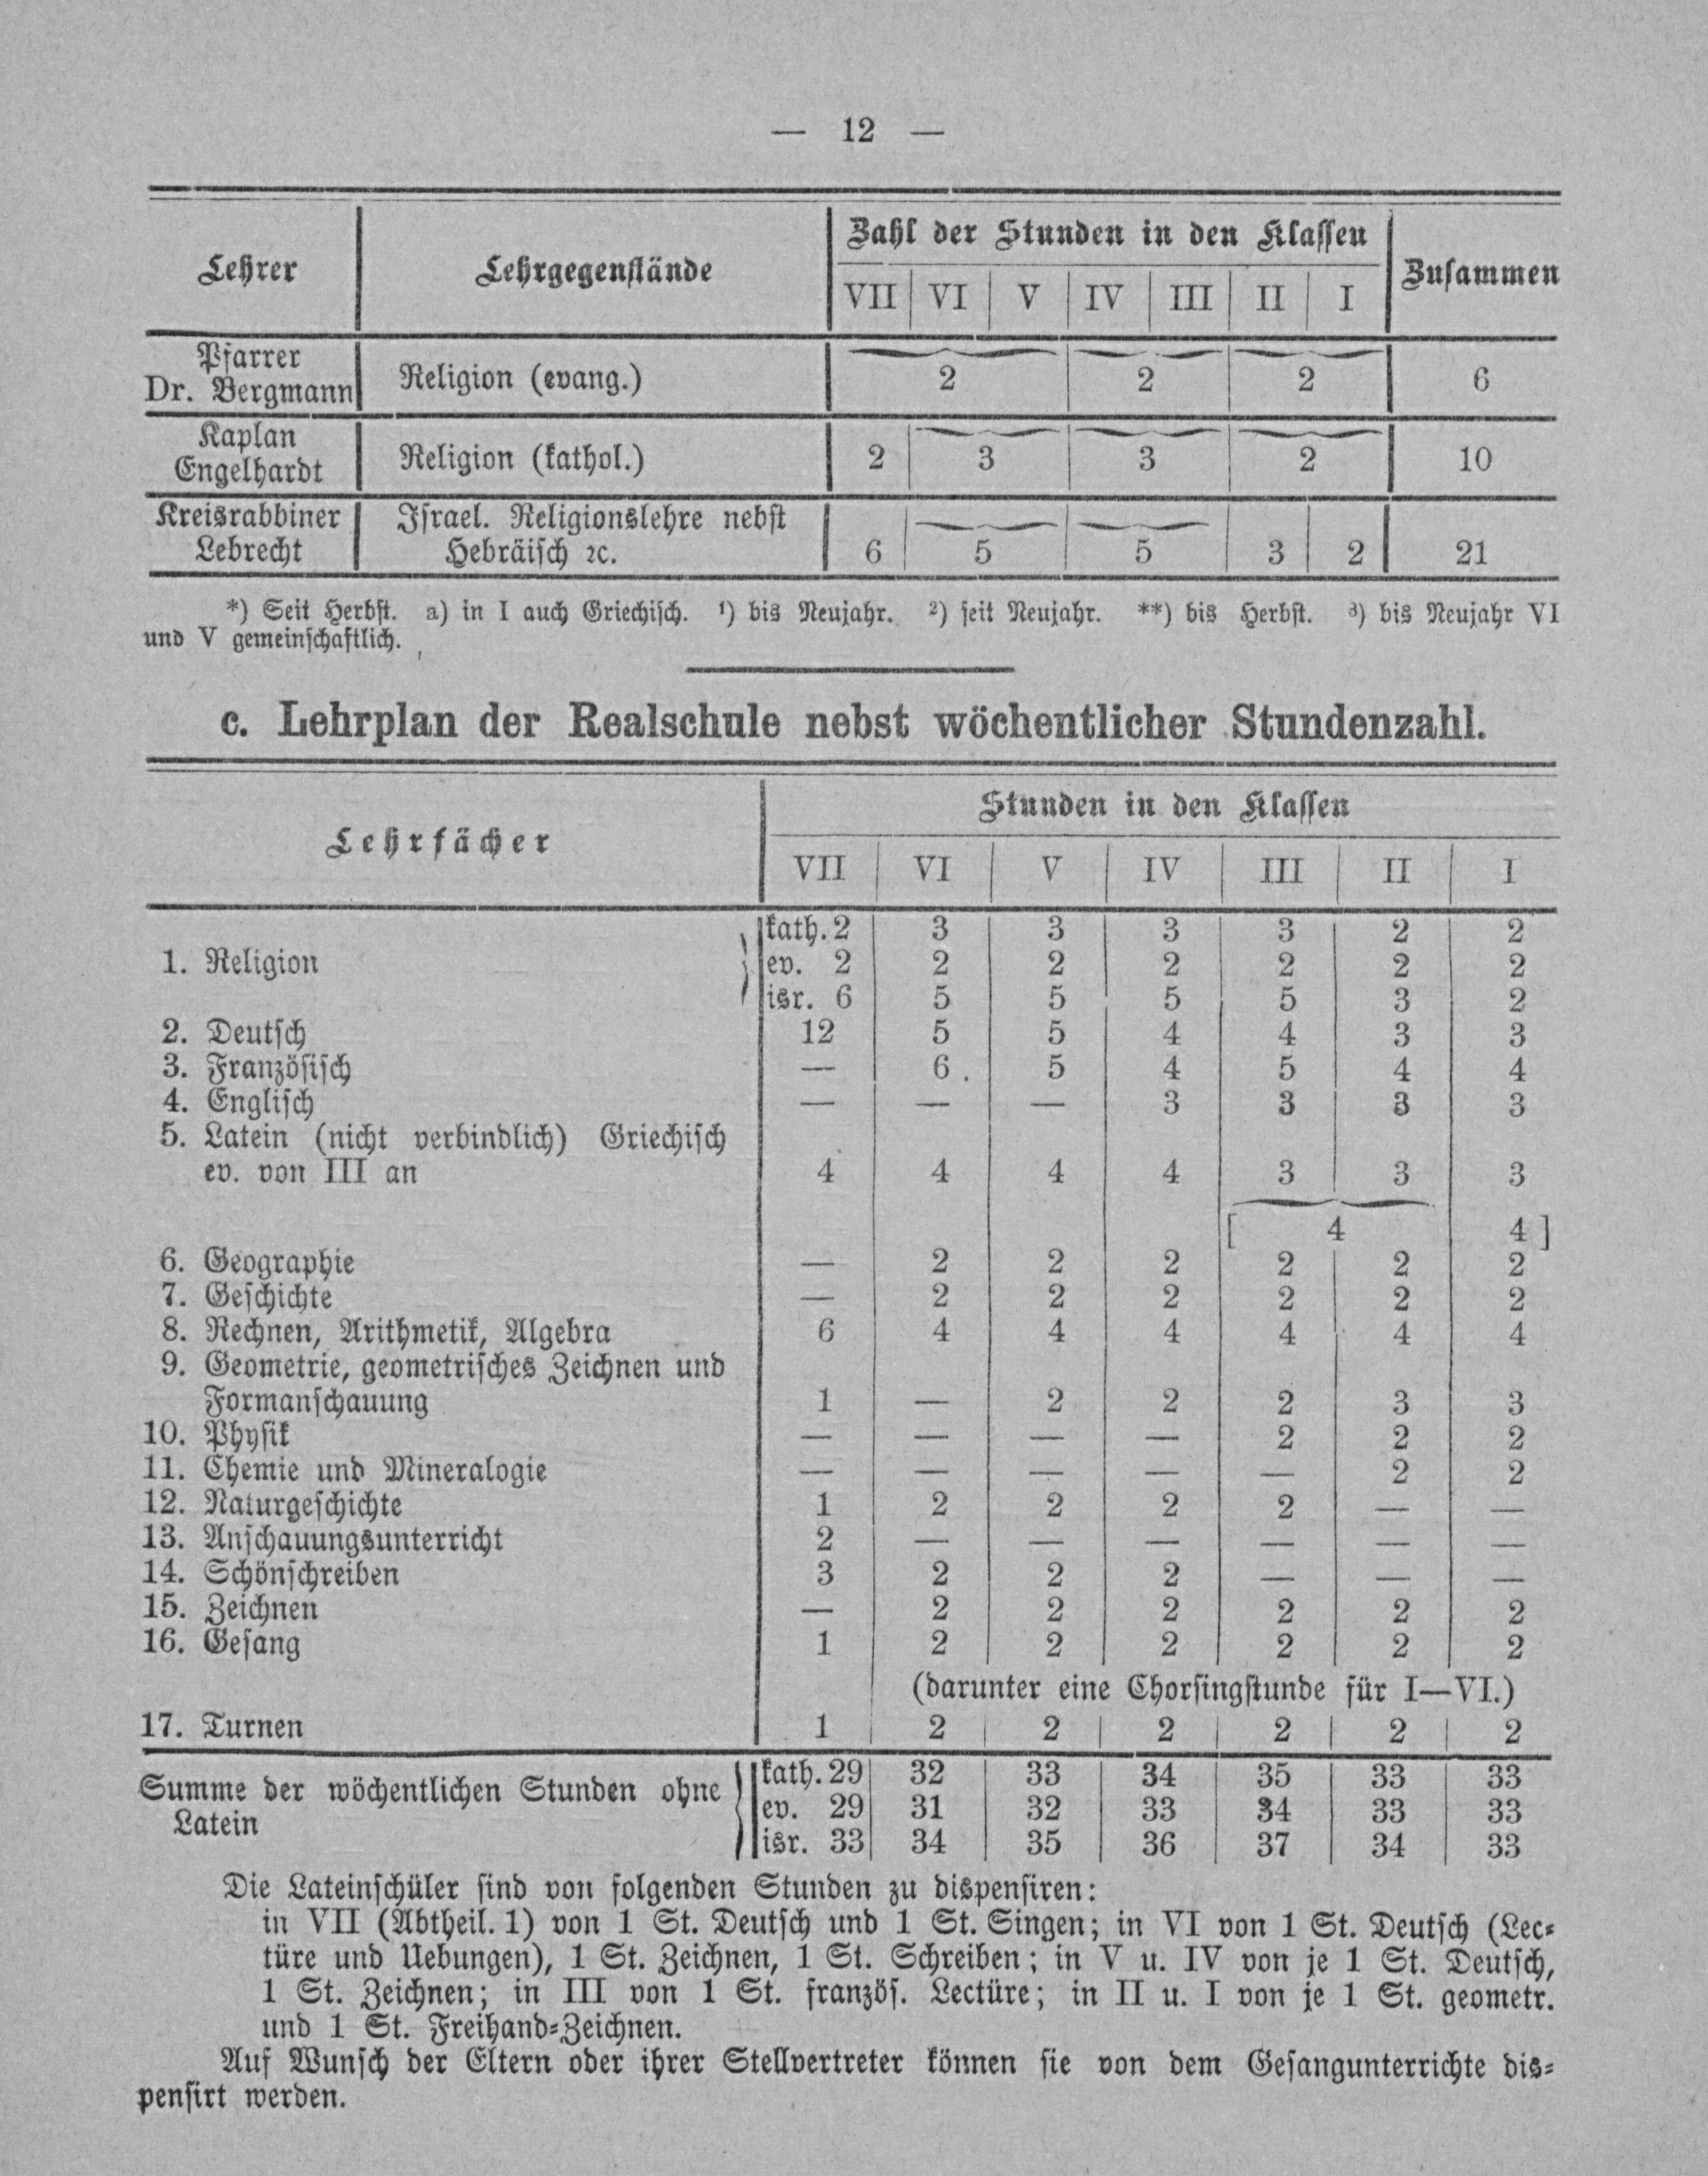 — 12 —
Lehrer Lehrgegenstände Zahl der Stunden in den Klassen Zusammen
VII VI V IV III II I
Pfarrer
Dr. Bergmann Religion (evang.) 2 2 2 6
Kaplan
Engelhardt Religion (kathol.) 2 3 3 2 10
Kreisrabbiner Israel. Religionslehre nebst
Lebrecht Hebräisch ꝛc. 6 5 5 3 2 21
*) Seit Herbst. a) in I auch Griechisch. ¹) bis Neujahr. ²) seit Neujahr. **) bis Herbst. ³) bis Neujahr VI
und V gemeinschaftlich.
c. Lehrplan der Realschule nebst wöchentlicher Stundenzahl.
Lehrfächer Stunden in den Klassen
VII VI V IV III II I
kath. 2 3 3 3 3 2 2
1. Religion ev. 2 2 2 2 2 2 2
isr. 6 5 5 5 5 3 2
2. Deutsch 12 5 5 4 4 3 3
3. Französisch — 6 5 4 5 4 4
4. Englisch — — — 3 3 3 3
5. Latein (nicht verbindlich) Griechisch
ev. von III an 4 4 4 4 3 3 3
[ 4 4 ]
6. Geographie — 2 2 2 2 2 2
7. Geschichte — 2 2 2 2 2 2
8. Rechnen, Arithmetik, Algebra 6 4 4 4 4 4 4
9. Geometrie, geometrisches Zeichnen und
Formanschauung 1 — 2 2 2 3 3
10. Physik — — — — 2 2 2
11. Chemie und Mineralogie — — — — — 2 2
12. Naturgeschichte 1 2 2 2 2 — —
13. Anschauungsunterricht 2 — — — — — —
14. Schönschreiben 3 2 2 2 — — —
15. Zeichnen — 2 2 2 2 2 2
16. Gesang 1 2 2 2 2 2 2
(darunter eine Chorsingstunde für I—VI.)
17. Turnen 1 2 2 2 2 2 2
kath. 29 32 33 34 35 33 33
Summe der wöchentlichen Stunden ohne ev. 29 31 32 33 34 33 33
Latein isr. 33 34 35 36 37 34 33
Die Lateinschüler sind von folgenden Stunden zu dispensiren:
in VII (Abtheil. 1) von 1 St. Deutsch und 1 St. Singen; in VI von 1 St. Deutsch (Lec-
türe und Uebungen), 1 St. Zeichnen, 1 St. Schreiben; in V u. IV von je 1 St. Deutsch,
1 St. Zeichnen; in III von 1 St. französ. Lectüre; in II u. I von je 1 St. geometr.
und 1 St. Freihand-Zeichnen.
Auf Wunsch der Eltern oder ihrer Stellvertreter können sie von dem Gesangunterrichte dis-
pensirt werden.